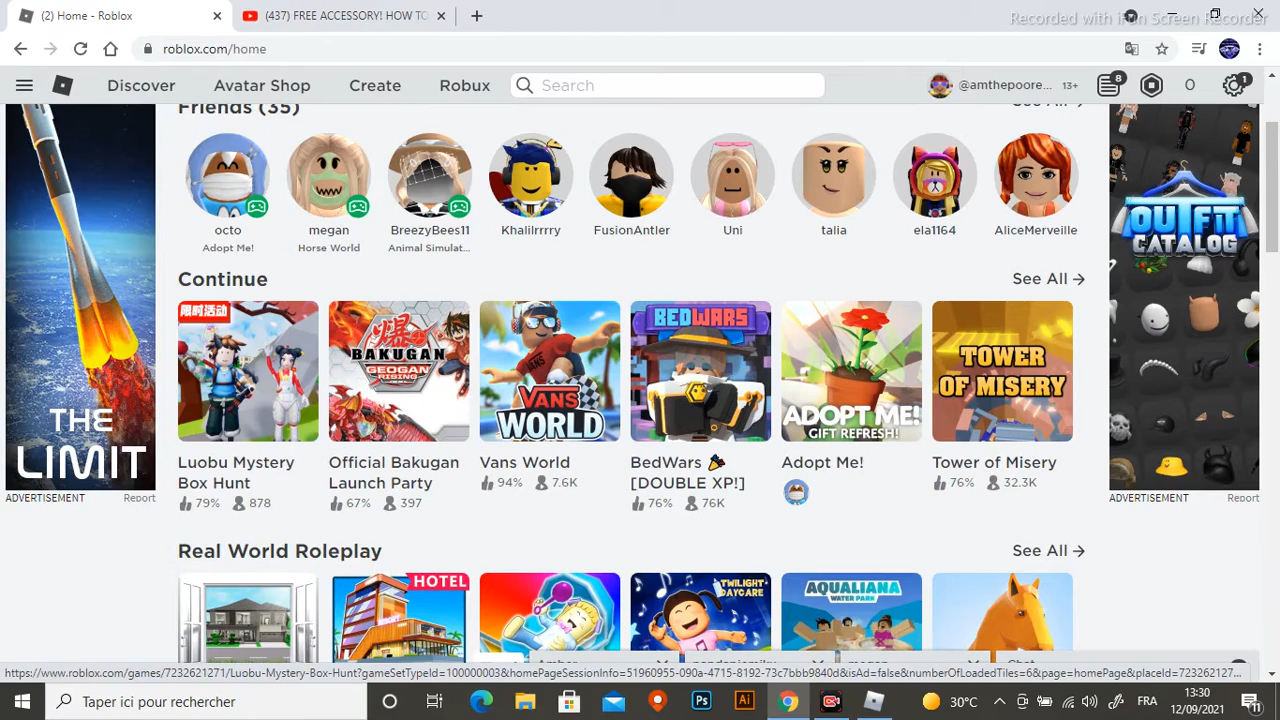 (2) Home - Roblox
(437) FREE ACCESSORY! HOW TO
Recorded with iFun Screen Recorder
roblox.com/home
Discover
Avatar Shop
Create
Robux
Search
@amthepoore...
13+
8
0
1
Friends (35)
See All →
octo
megan
BreezyBees11
Khalilrrrry
FusionAntler
Uni
talia
ela1164
AliceMerveille
Adopt Me!
Horse World
Animal Simulat...
Continue
See All →
限时活动
BAKUGAN
GEOGAN
RISING
VANS
WORLD
BEDWARS
ADOPT ME!
GIFT REFRESH!
TOWER
OF MISERY
Luobu Mystery
Box Hunt
79% 878
Official Bakugan
Launch Party
67% 397
Vans World
94% 7.6K
BedWars
[DOUBLE XP!]
76% 76K
Adopt Me!
Tower of Misery
76% 32.3K
THE
LIMIT
ADVERTISEMENT
Report
OUTFIT
CATALOG
ADVERTISEMENT
Report
Real World Roleplay
See All →
HOTEL
TWILIGHT
DAYCARE
AQUALIANA
WATER PARK
https://www.roblox.com/games/7232621271/Luobu-Mystery-Box-Hunt?gameSetTypeId=100000003&homePageSessionInfo=51960955-090a-4715-8192-73c7bbb9840d&isAd=false&numberOfLoadedTiles=6&page=homePage&placeId=723262127...
Taper ici pour rechercher
Ps
Ai
30°C
FRA
13:30
12/09/2021
11